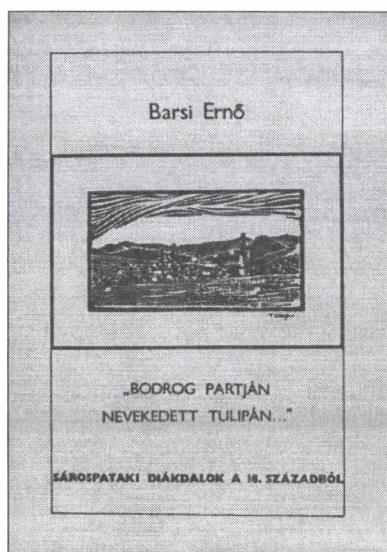 Barsi Ernő
„BODROG PARTJÁN
NEVEKEDETT TULIPÁN...”
SÁROSPATAKI DIÁKDALOK A 18. SZÁZADBÓL